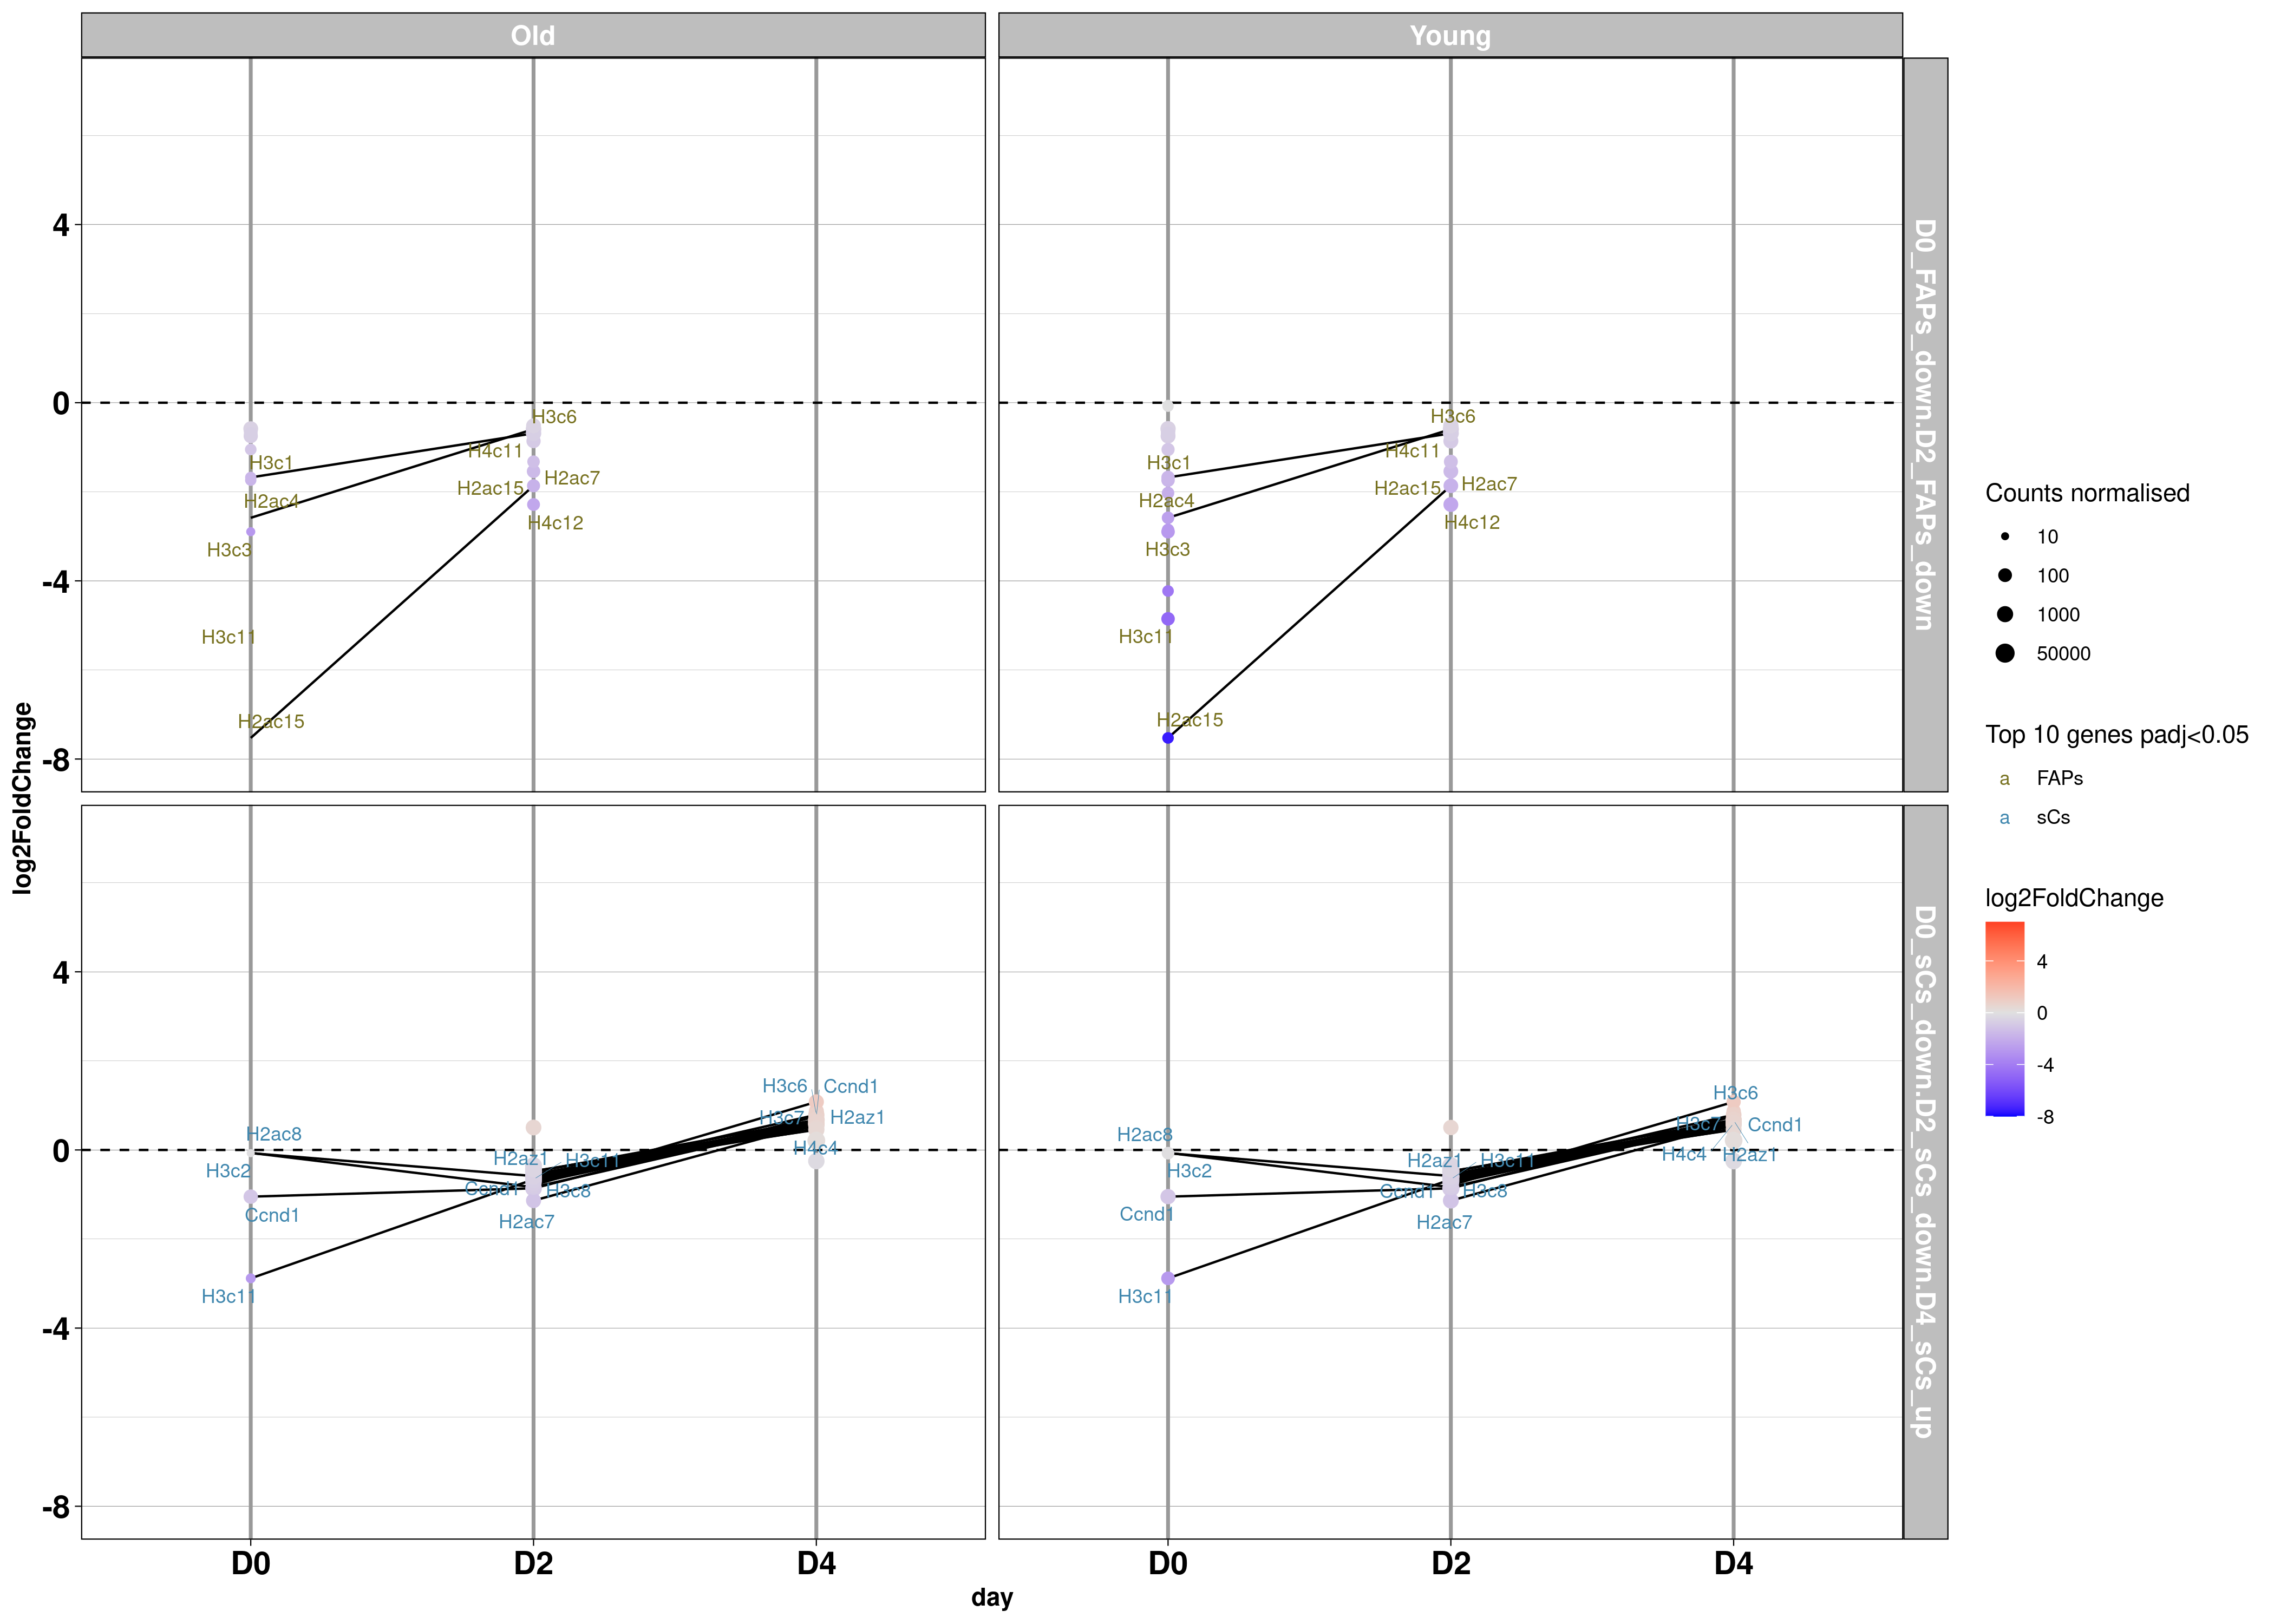 Old
Young
4
0
-4
-8
H3c1
H2ac4
H3c3
H3c11
H2ac15
H3c6
H4c11
H2ac7
H2ac15
H4c12
H3c1
H2ac4
H3c3
H3c11
H2ac15
H3c6
H4c11
H2ac7
H2ac15
H4c12
D0_FAPs_down.D2_FAPs_down
log2FoldChange
4
0
-4
-8
H2ac8
H3c2
Ccnd1
H3c11
H2az1
H3c11
Ccnd1
H3c8
H2ac7
H3c6
Ccnd1
H3c7
H2az1
H4c4
H2ac8
H3c2
Ccnd1
H3c11
H2az1
H3c11
Ccnd1
H3c8
H2ac7
H3c6
H3c7
Ccnd1
H4c4
H2az1
D0_sCs_down.D2_sCs_down.D4_sCs_up
D0
D2
D4
D0
D2
D4
day
Counts normalised
10
100
1000
50000
Top 10 genes padj<0.05
a FAPs
a sCs
log2FoldChange
4
0
-4
-8